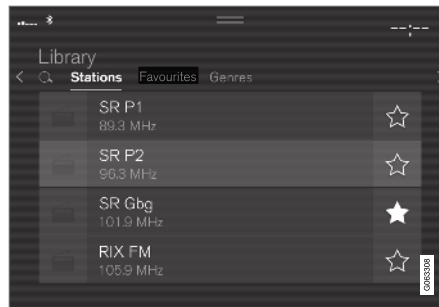 --:--
Library
Stations Favourites Genres
SR P1
89.3 MHz
SR P2
96.3 MHz
SR Gbg
101.9 MHz
RIX FM
105.9 MHz
G063308